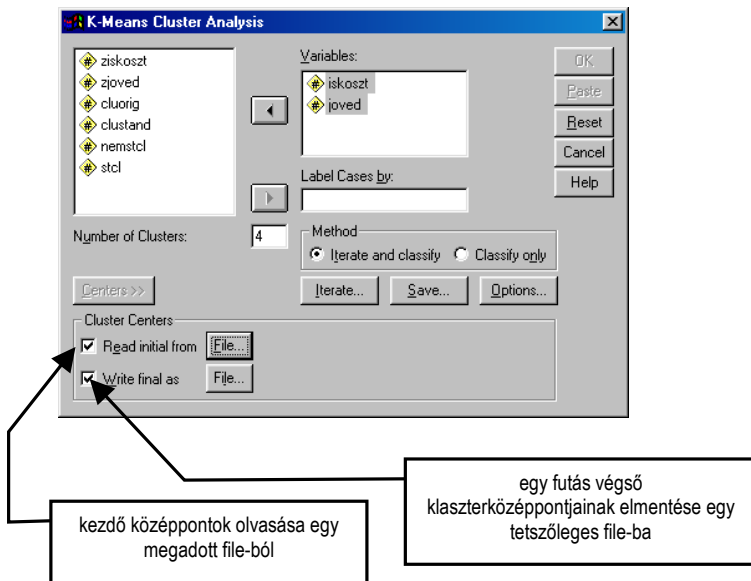 K-Means Cluster Analysis
ziskoszt
zjoved
cluorig
clustand
nemstcl
stcl
Variables:
iskoszt
joved
Label Cases by:
OK
Paste
Reset
Cancel
Help
Number of Clusters:
4
Method
Iterate and classify
Classify only
Centers >>
Iterate...
Save...
Options...
Cluster Centers
Read initial from
File...
Write final as
File...
kezdő középpontok olvasása egy
megadott file-ból
egy futás végső
klaszterközéppontjainak elmentése egy
tetszőleges file-ba